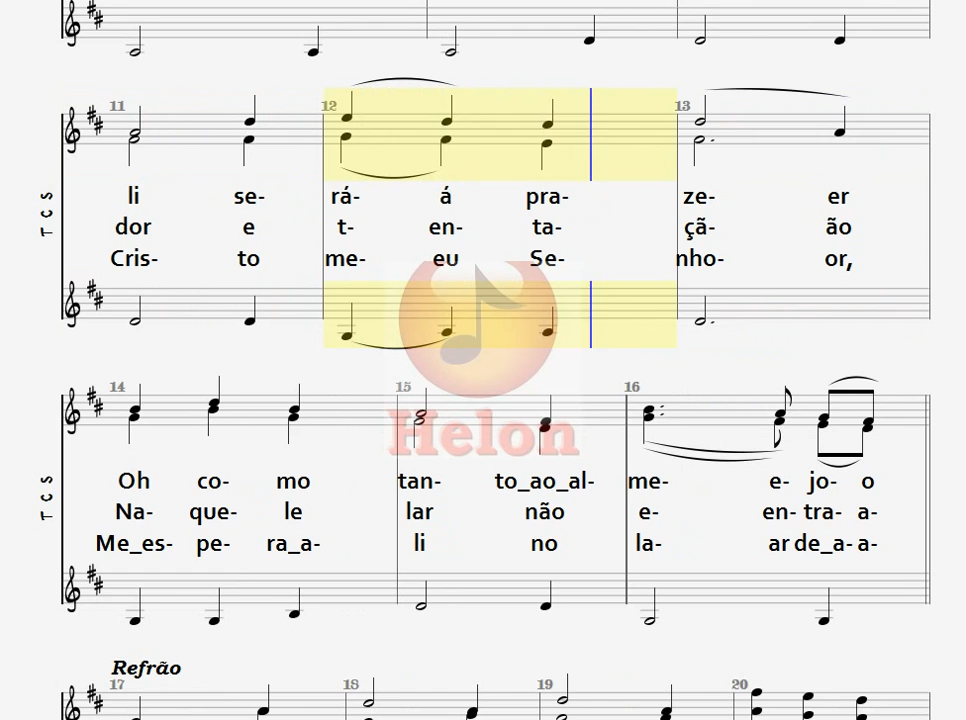 11 12 13
li se- rá- á pra- ze- er
dor e t- en- ta- çã- ão
Cris- to me- eu Se- nho- or,
T C S
14 15 16
Oh co- mo tan- to_ao_al- me- e- jo- o
Na- que- le lar não e- en- tra- a-
Me_es- pe- ra_a- li no la- ar de_a- a-
T C S
Helon
Refrão
17 18 19 20